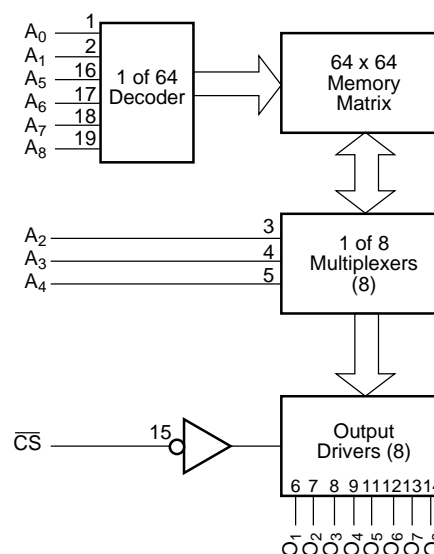 A0 1
A1 2
A5 16
A6 17
A7 18
A8 19
1 of 64
Decoder
64 x 64
Memory
Matrix
A2 3
A3 4
A4 5
1 of 8
Multiplexers
(8)
C̅S̅ 15
Output
Drivers (8)
6 7 8 9 11 12 13 14
O1 O2 O3 O4 O5 O6 O7